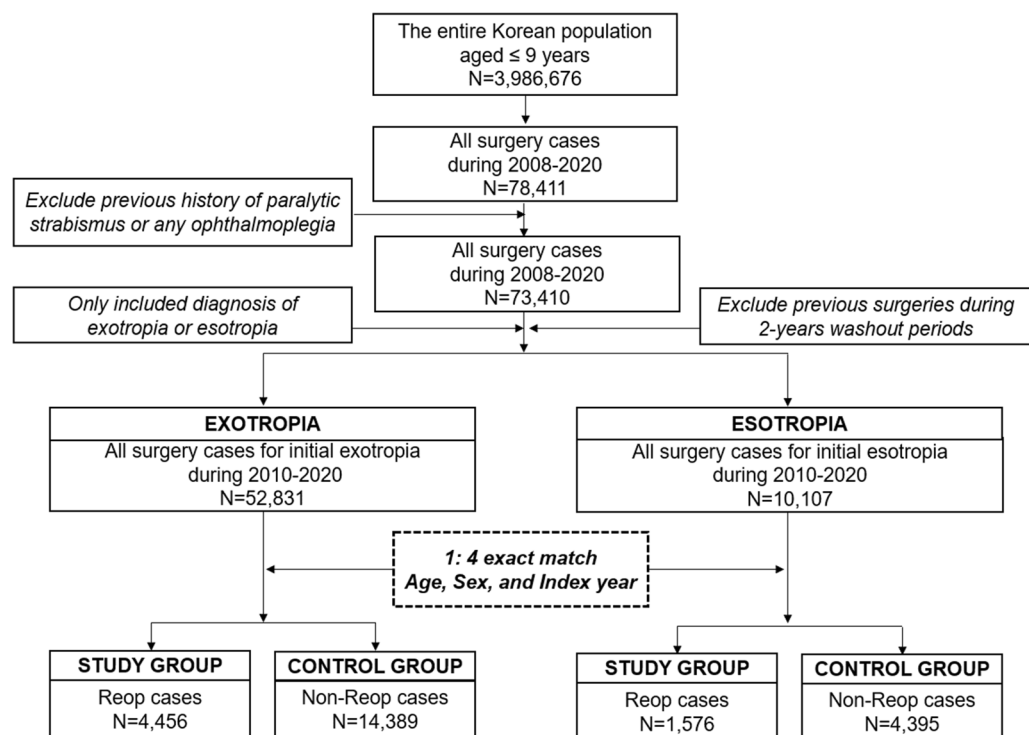 The entire Korean population
aged ≤ 9 years
N=3,986,676
All surgery cases
during 2008-2020
N=78,411
Exclude previous history of paralytic
strabismus or any ophthalmoplegia
All surgery cases
during 2008-2020
N=73,410
Only included diagnosis of
exotropia or esotropia
Exclude previous surgeries during
2-years washout periods
EXOTROPIA
All surgery cases for initial exotropia
during 2010-2020
N=52,831
ESOTROPIA
All surgery cases for initial esotropia
during 2010-2020
N=10,107
1: 4 exact match
Age, Sex, and Index year
STUDY GROUP
Reop cases
N=4,456
CONTROL GROUP
Non-Reop cases
N=14,389
STUDY GROUP
Reop cases
N=1,576
CONTROL GROUP
Non-Reop cases
N=4,395